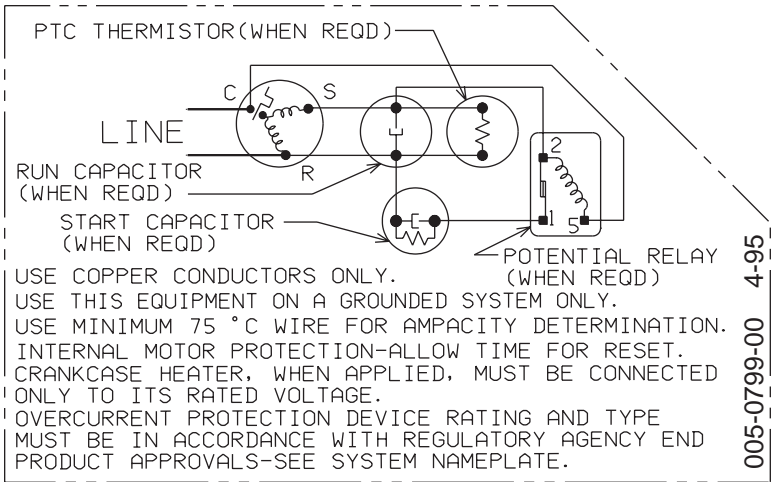 PTC THERMISTOR(WHEN REQD)
C
S
LINE
R
2
RUN CAPACITOR
(WHEN REQD)
START CAPACITOR
(WHEN REQD)
1
5
POTENTIAL RELAY
(WHEN REQD)
USE COPPER CONDUCTORS ONLY.
USE THIS EQUIPMENT ON A GROUNDED SYSTEM ONLY.
USE MINIMUM 75 °C WIRE FOR AMPACITY DETERMINATION.
INTERNAL MOTOR PROTECTION-ALLOW TIME FOR RESET.
CRANKCASE HEATER, WHEN APPLIED, MUST BE CONNECTED
ONLY TO ITS RATED VOLTAGE.
OVERCURRENT PROTECTION DEVICE RATING AND TYPE
MUST BE IN ACCORDANCE WITH REGULATORY AGENCY END
PRODUCT APPROVALS-SEE SYSTEM NAMEPLATE.
005-0799-00 4-95